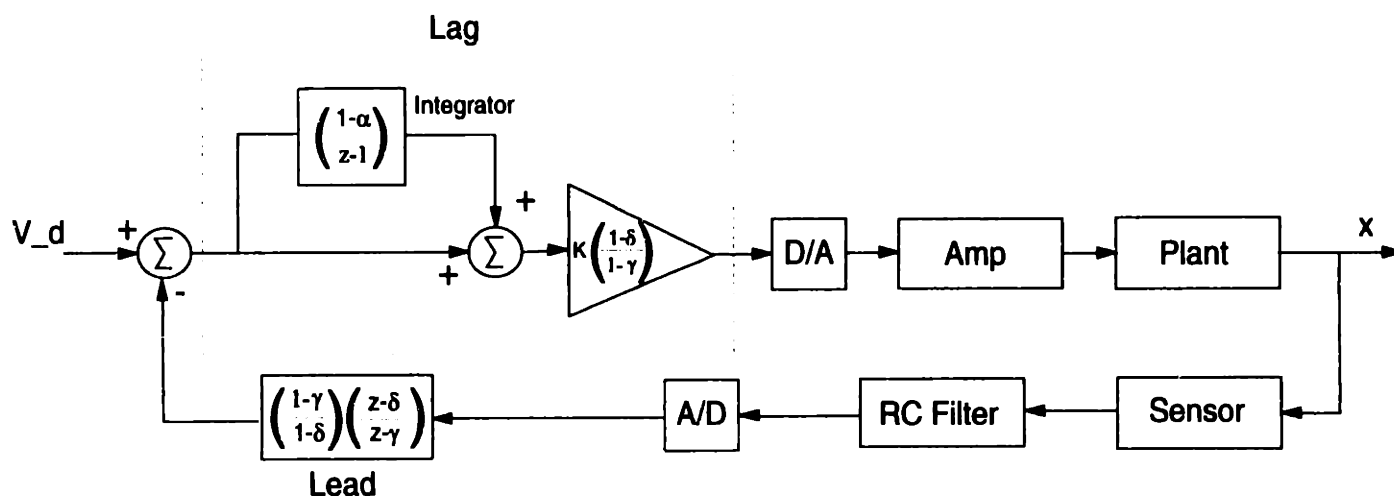 Lag
(1-α
z-1)
Integrator
+
V_d
+
Σ
-
+
Σ
K(1-δ
1-γ)
D/A
Amp
Plant
x
(1-γ
1-δ)(z-δ
z-γ)
A/D
RC Filter
Sensor
Lead